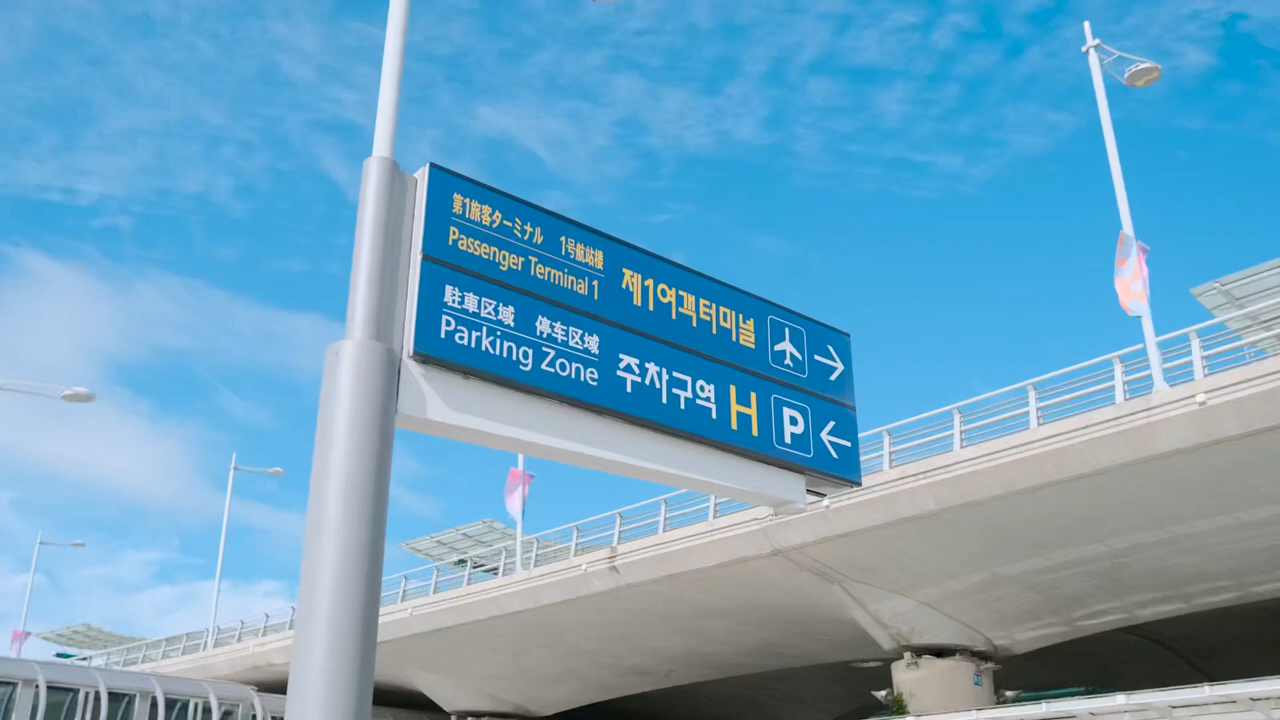 第1旅客ターミナル 1号航站楼
Passenger Terminal 1
제1여객터미널
駐車区域 停车区域
Parking Zone
주차구역 H P